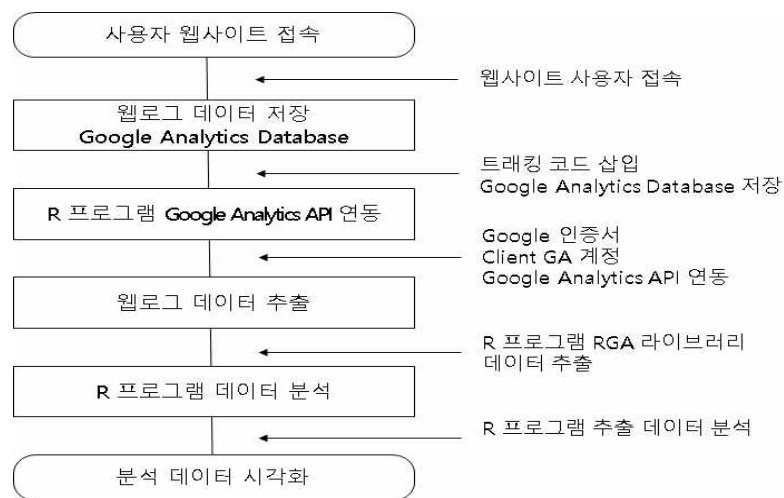 사용자 웹사이트 접속
웹사이트 사용자 접속
웹로그 데이터 저장
Google Analytics Database
트래킹 코드 삽입
Google Analytics Database 저장
R 프로그램 Google Analytics API 연동
Google 인증서
Client GA 계정
Google Analytics API 연동
웹로그 데이터 추출
R 프로그램 RGA 라이브러리
데이터 추출
R 프로그램 데이터 분석
R 프로그램 추출 데이터 분석
분석 데이터 시각화